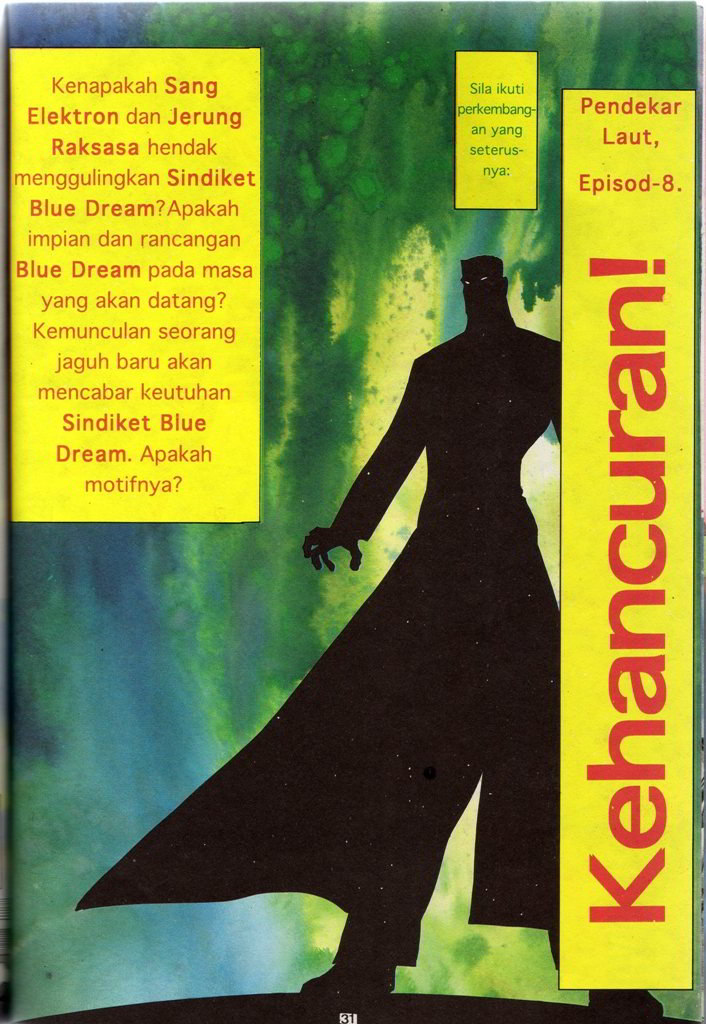 Kenapakah Sang
Elektron dan Jerung
Raksasa hendak
menggulingkan Sindiket
Blue Dream?Apakah
impian dan rancangan
Blue Dream pada masa
yang akan datang?
Kemunculan seorang
jaguh baru akan
mencabar keutuhan
Sindiket Blue
Dream. Apakah
motifnya?
Sila ikuti
perkembang-
an yang
seterus-
nya:
Pendekar
Laut,
Episod-8.
Kehancuran!
31